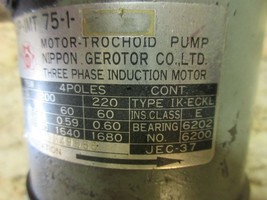 MT 75-1-
MOTOR-TROCHOID PUMP
NIPPON GEROTOR CO.,LTD.
THREE PHASE INDUCTION MOTOR
4POLES CONT.
200 220 TYPE IK-ECKL
60 60 INS CLASS E
0.59 0.60 BEARING 6202
1640 1680 NO. 6200
JEC-37